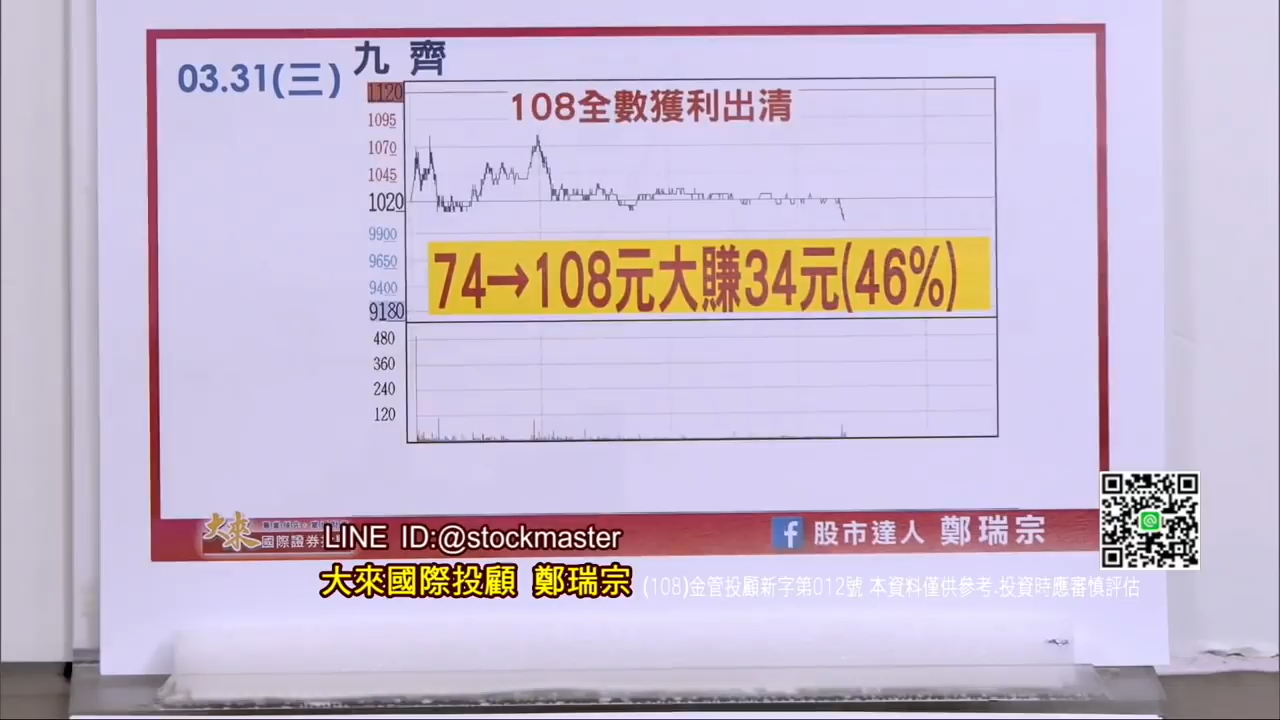 03.31(三)
九齊
108全數獲利出清
1120
1095
1070
1045
1020
9900
9650
9400
9180
74→108元大賺34元(46%)
480
360
240
120
大來
國際證券
LINE ID:@stockmaster
f 股市達人 鄭瑞宗
大來國際投顧 鄭瑞宗
(108)金管投顧新字第012號 本資料僅供參考.投資時應審慎評估